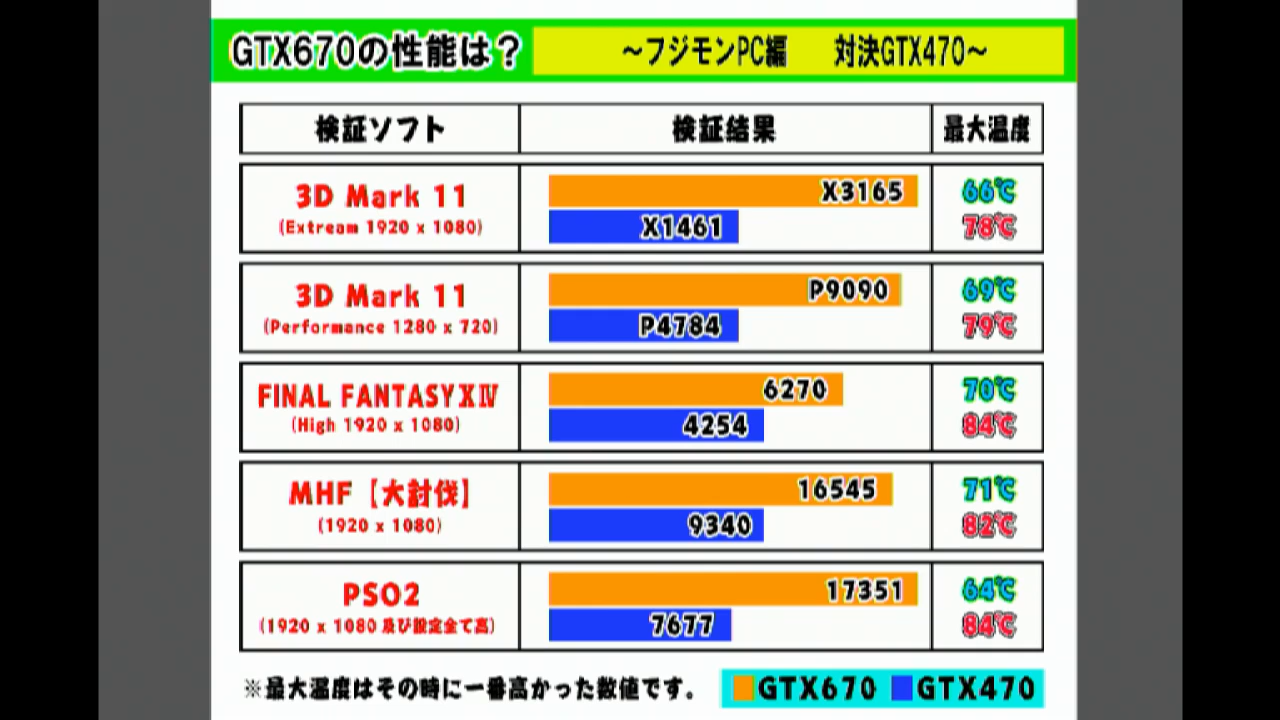 GTX670の性能は？ ～フジモンPC編 対決GTX470～
検証ソフト 検証結果 最大温度
3D Mark 11
(Extream 1920 x 1080)
X3165 66℃
X1461 78℃
3D Mark 11
(Performance 1280 x 720)
P9090 69℃
P4784 79℃
FINAL FANTASYXⅣ
(High 1920 x 1080)
6270 70℃
4254 84℃
MHF【大討伐】
(1920 x 1080)
16545 71℃
9340 82℃
PSO2
(1920 x 1080 及び設定全て高)
17351 64℃
7677 84℃
※最大温度はその時に一番高かった数値です。 GTX670 GTX470